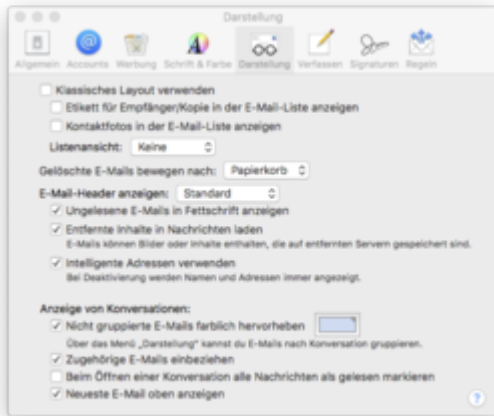 Darstellung
Allgemein Accounts Werbung Schrift & Farbe Darstellung Verfassen Signaturen Regeln
Klassisches Layout verwenden
Etikett für Empfänger/Kopie in der E-Mail-Liste anzeigen
Kontaktfotos in der E-Mail-Liste anzeigen
Listenansicht: Keine
Gelöschte E-Mails bewegen nach: Papierkorb
E-Mail-Header anzeigen: Standard
Ungelesene E-Mails in Fettschrift anzeigen
Entfernte Inhalte in Nachrichten laden
E-Mails können Bilder oder Inhalte enthalten, die auf entfernten Servern gespeichert sind.
Intelligente Adressen verwenden
Bei Deaktivierung werden Namen und Adressen immer angezeigt.
Anzeige von Konversationen:
Nicht gruppierte E-Mails farblich hervorheben
Über das Menü „Darstellung“ kannst du E-Mails nach Konversation gruppieren.
Zugehörige E-Mails einbeziehen
Beim Öffnen einer Konversation alle Nachrichten als gelesen markieren
Neueste E-Mail oben anzeigen
?